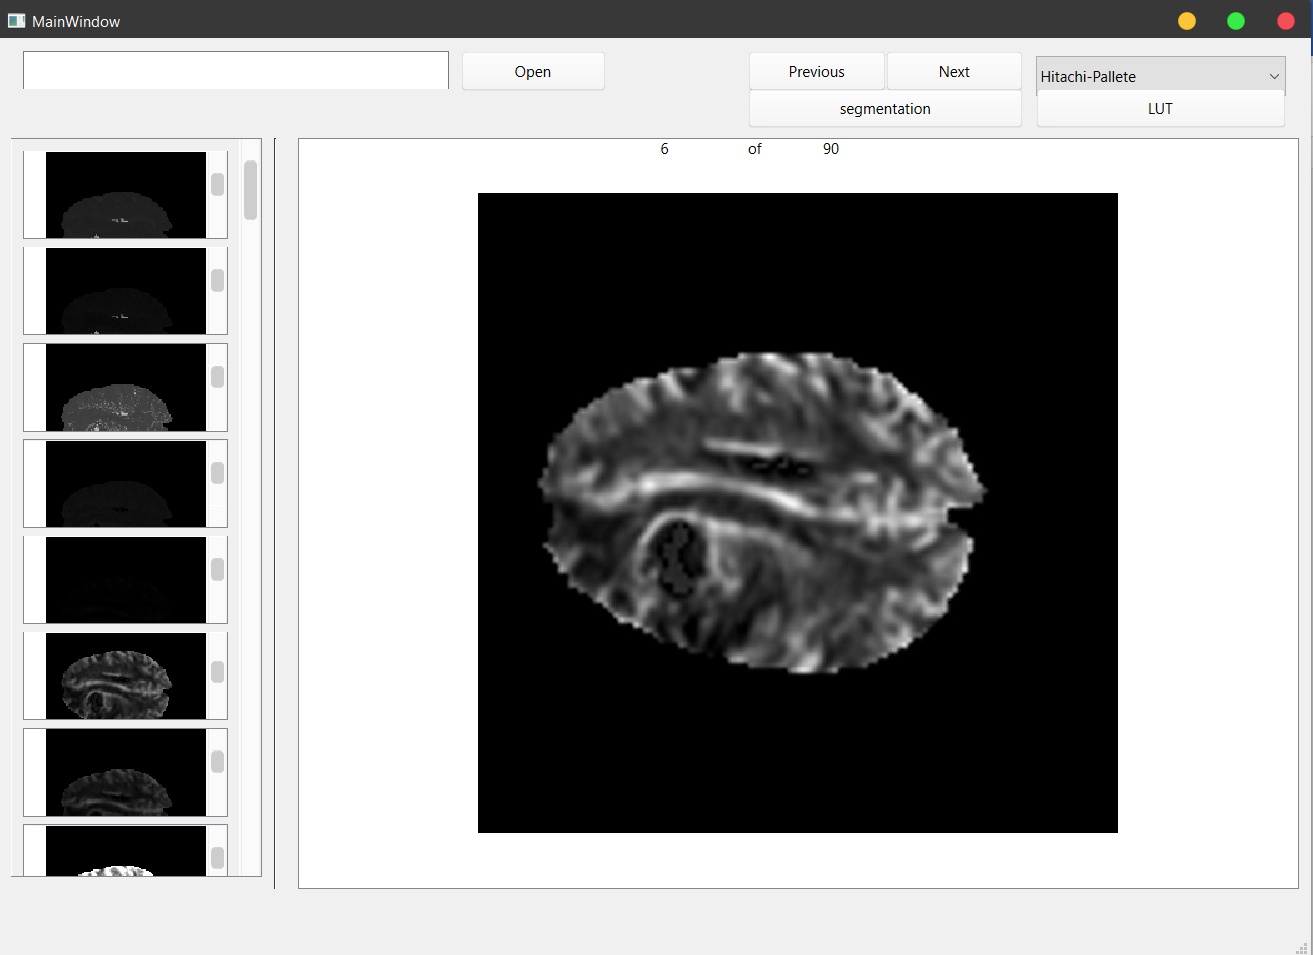 MainWindow
Open
Previous
Next
Hitachi-Pallete
segmentation
LUT
6 of 90